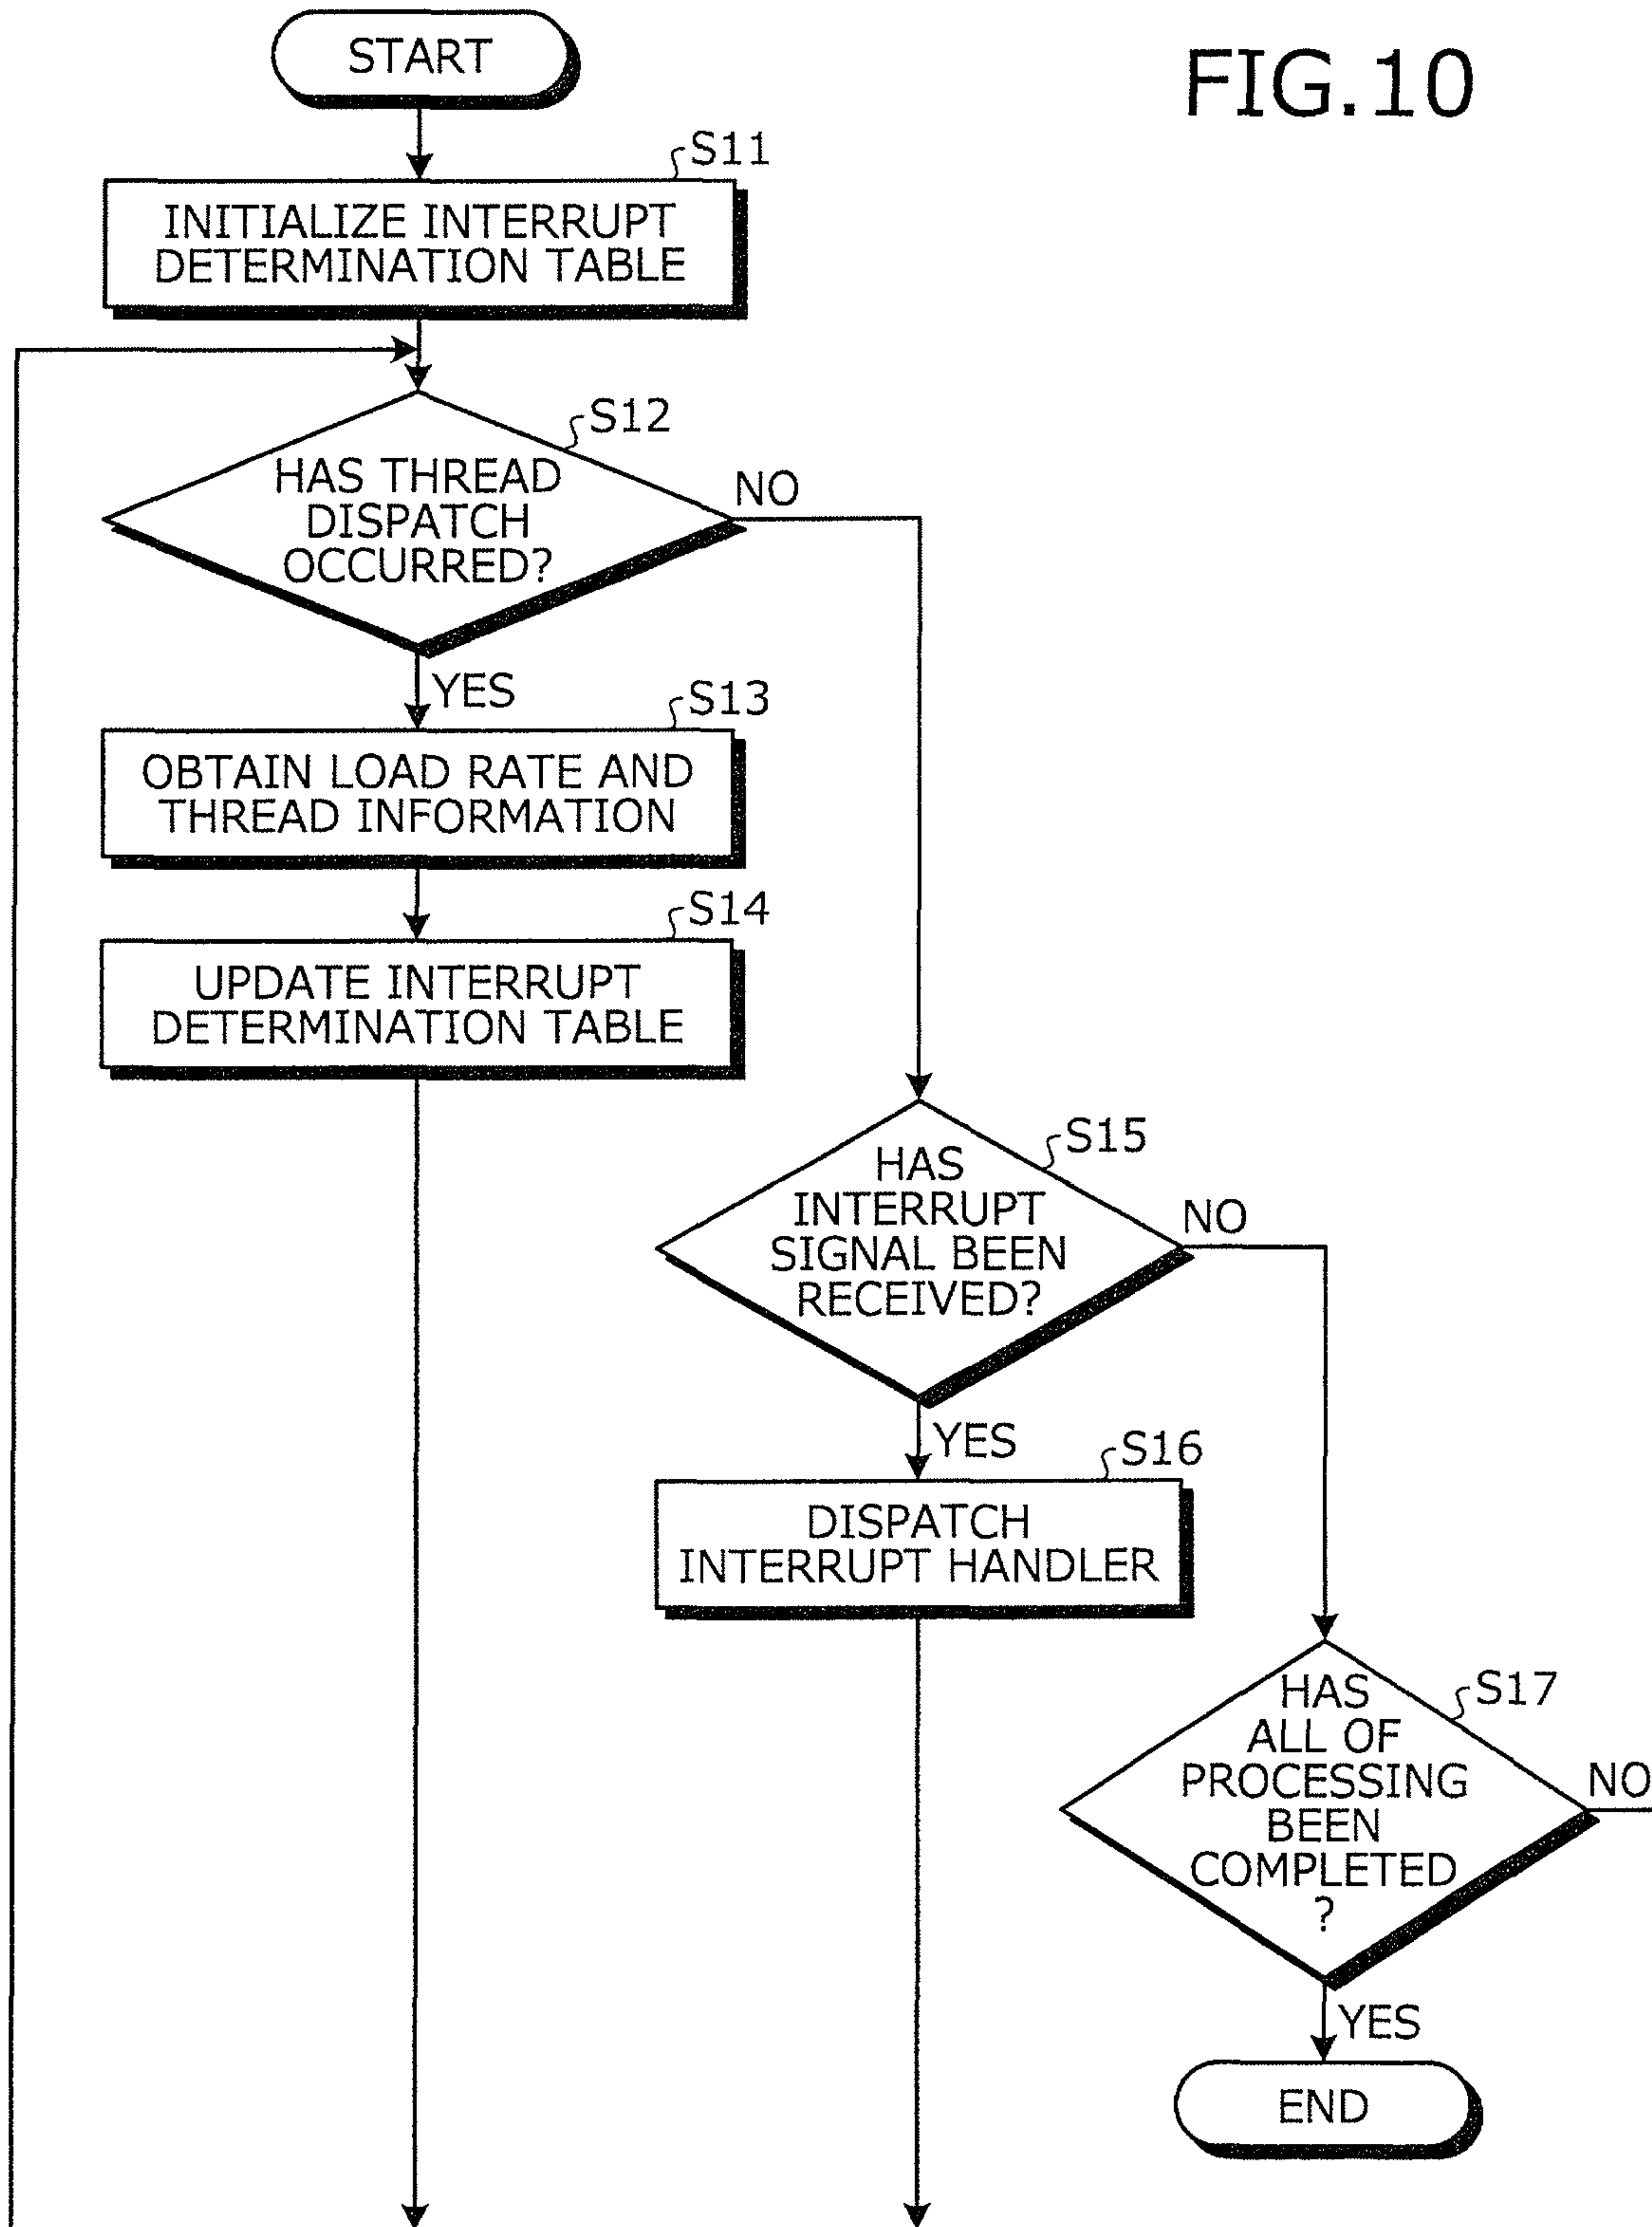 FIG.10
START
S11
INITIALIZE INTERRUPT
DETERMINATION TABLE
S12
HAS THREAD
DISPATCH
OCCURRED?
NO
YES
S13
OBTAIN LOAD RATE AND
THREAD INFORMATION
S14
UPDATE INTERRUPT
DETERMINATION TABLE
S15
HAS
INTERRUPT
SIGNAL BEEN
RECEIVED?
NO
YES
S16
DISPATCH
INTERRUPT HANDLER
S17
HAS
ALL OF
PROCESSING
BEEN
COMPLETED
?
NO
YES
END